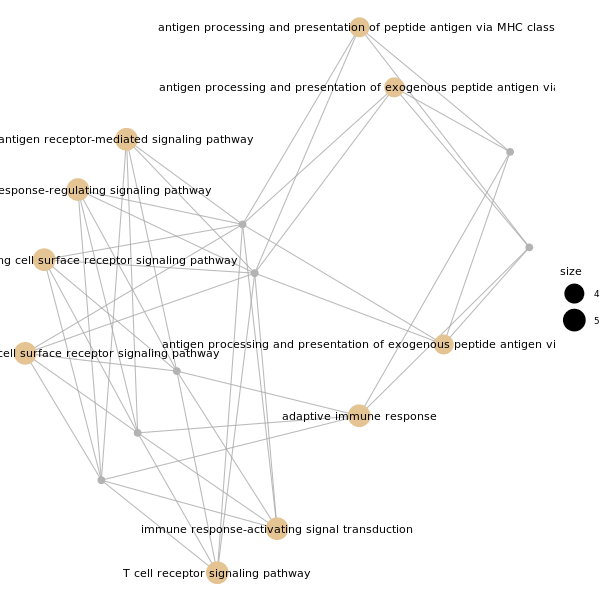 antigen processing and presentation of peptide antigen via MHC class
antigen processing and presentation of exogenous peptide antigen via
antigen receptor-mediated signaling pathway
response-regulating signaling pathway
cell surface receptor signaling pathway
size
4
5
cell surface receptor signaling pathway
antigen processing and presentation of exogenous peptide antigen vi
adaptive immune response
immune response-activating signal transduction
T cell receptor signaling pathway